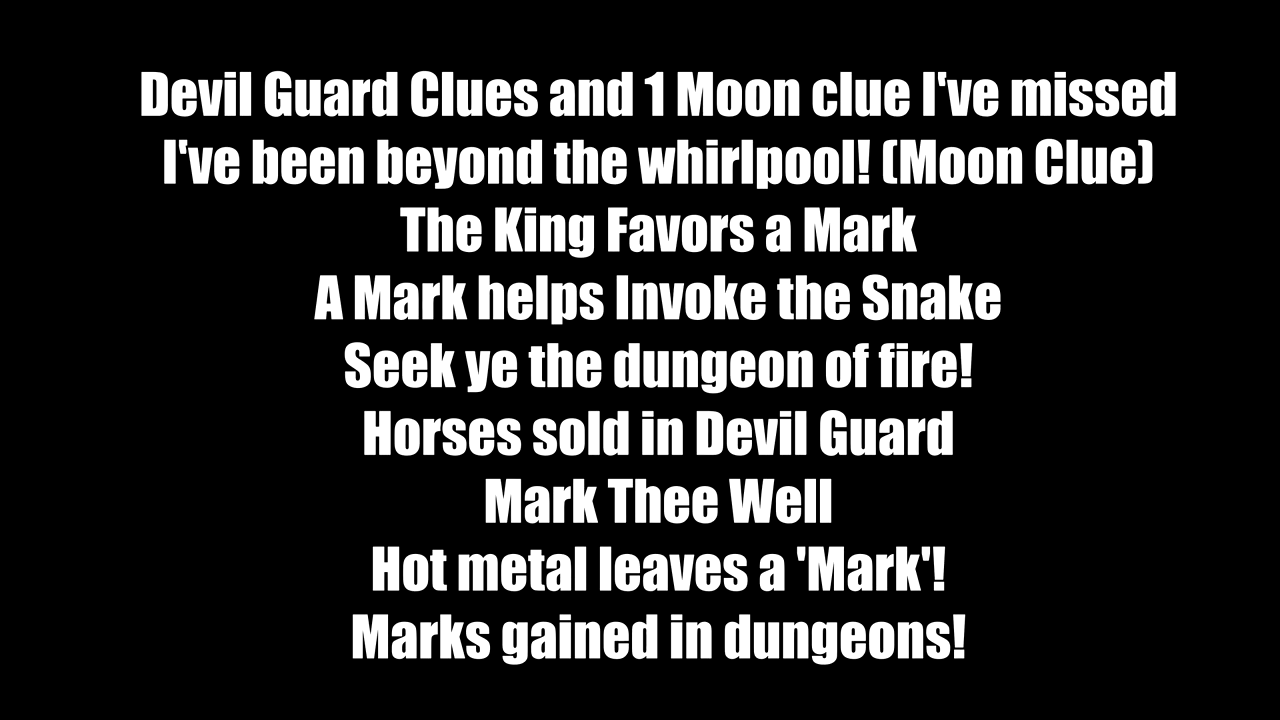 Devil Guard Clues and 1 Moon clue I've missed
I've been beyond the whirlpool! (Moon Clue)
The King Favors a Mark
A Mark helps Invoke the Snake
Seek ye the dungeon of fire!
Horses sold in Devil Guard
Mark Thee Well
Hot metal leaves a 'Mark'!
Marks gained in dungeons!